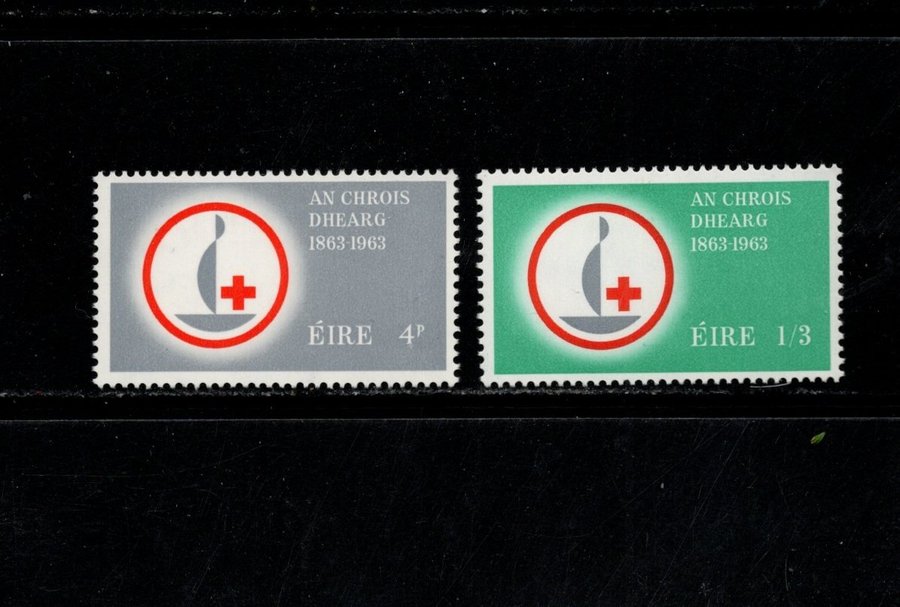 AN CHROIS
DHEARG
1863-1963
ÉIRE 4P
AN CHROIS
DHEARG
1863-1963
ÉIRE 1/3